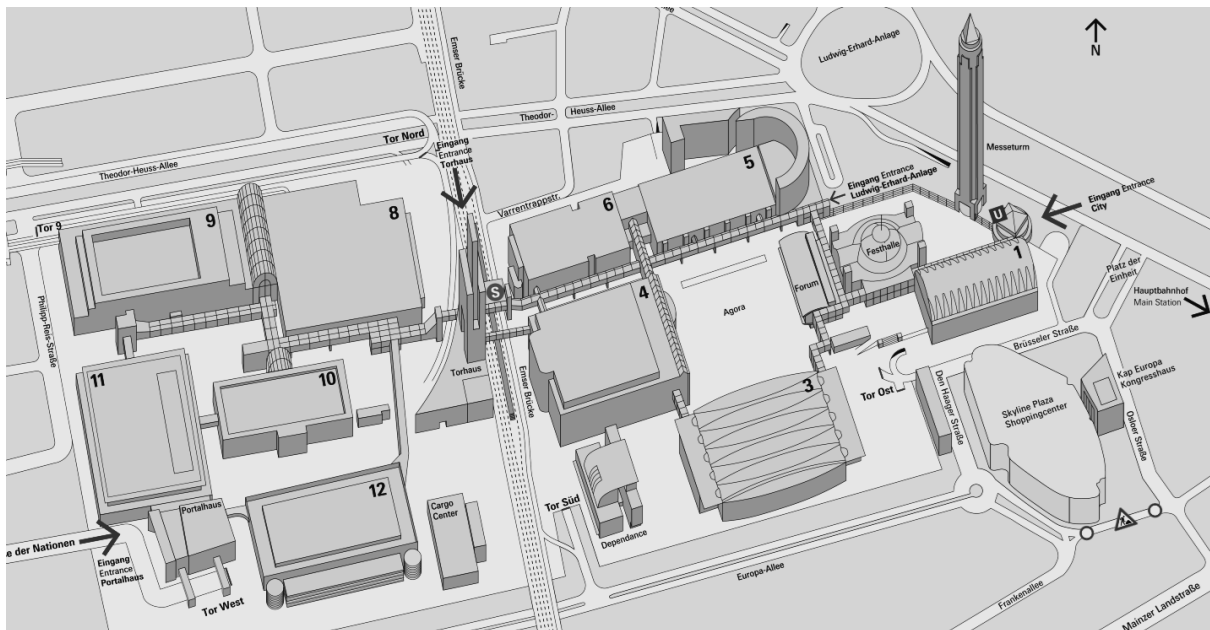 Emser Brücke
Ludwig-Erhard-Anlage
N
Theodor-
Heuss-Allee
Tor Nord
Eingang
Entrance
Torhaus
Theodor-Heuss-Allee
Messeturm
5
Eingang Entrance
Ludwig-Erhard-Anlage
Eingang Entrance
City
Varrentrappstr.
6
8
9
Tor 9
U
Festhalle
1
Platz der
Einheit
Hauptbahnhof
Main Station
Philipp-Reis-Straße
S
4
Forum
Agora
Brüsseler Straße
Torhaus
Emser Brücke
11
10
3
Tor Ost
Den Haager Straße
Kap Europa
Kongresshaus
Skyline Plaza
Shoppingcenter
Osloer Straße
12
Portalhaus
Cargo
Center
Tor Süd
Dependance
e der Nationen
Eingang
Entrance
Portalhaus
Tor West
Europa-Allee
Frankenallee
Mainzer Landstraße